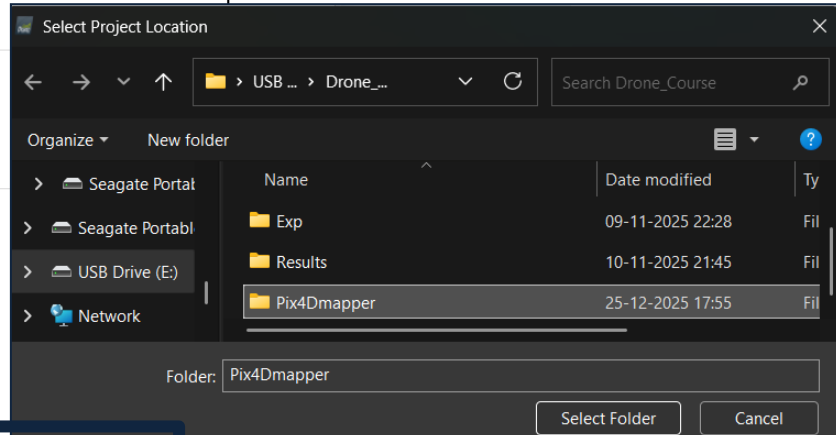 Select Project Location
USB ... > Drone_...
Search Drone_Course
Organize
New folder
Name
Date modified
Ty
Seagate Portab
Exp
09-11-2025 22:28
Fil
Seagate Portabl
Results
10-11-2025 21:45
Fil
USB Drive (E:)
Pix4Dmapper
25-12-2025 17:55
Fil
Network
Folder: Pix4Dmapper
Select Folder
Cancel